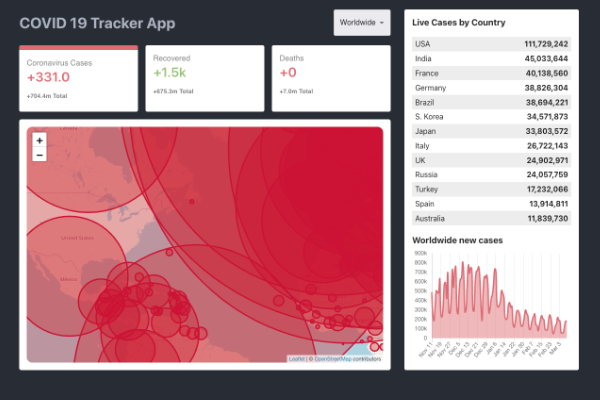 COVID 19 Tracker App
Worldwide
Coronavirus Cases
+331.0
+704.4m Total
Recovered
+1.5k
+675.3m Total
Deaths
+0
+7.0m Total
+
−
United States
Mexico
Leaflet | © OpenStreetMap contributors
Live Cases by Country
USA 111,729,242
India 45,033,644
France 40,138,560
Germany 38,826,304
Brazil 38,694,221
S. Korea 34,571,873
Japan 33,803,572
Italy 26,722,143
UK 24,902,971
Russia 24,057,759
Turkey 17,232,066
Spain 13,914,811
Australia 11,839,730
Worldwide new cases
900k
800k
700k
600k
500k
400k
300k
200k
100k
0
Nov 11 Nov 19 Nov 27 Dec 5 Dec 13 Dec 21 Dec 29 Jan 6 Jan 14 Jan 22 Jan 30 Feb 7 Feb 15 Feb 23 Mar 3